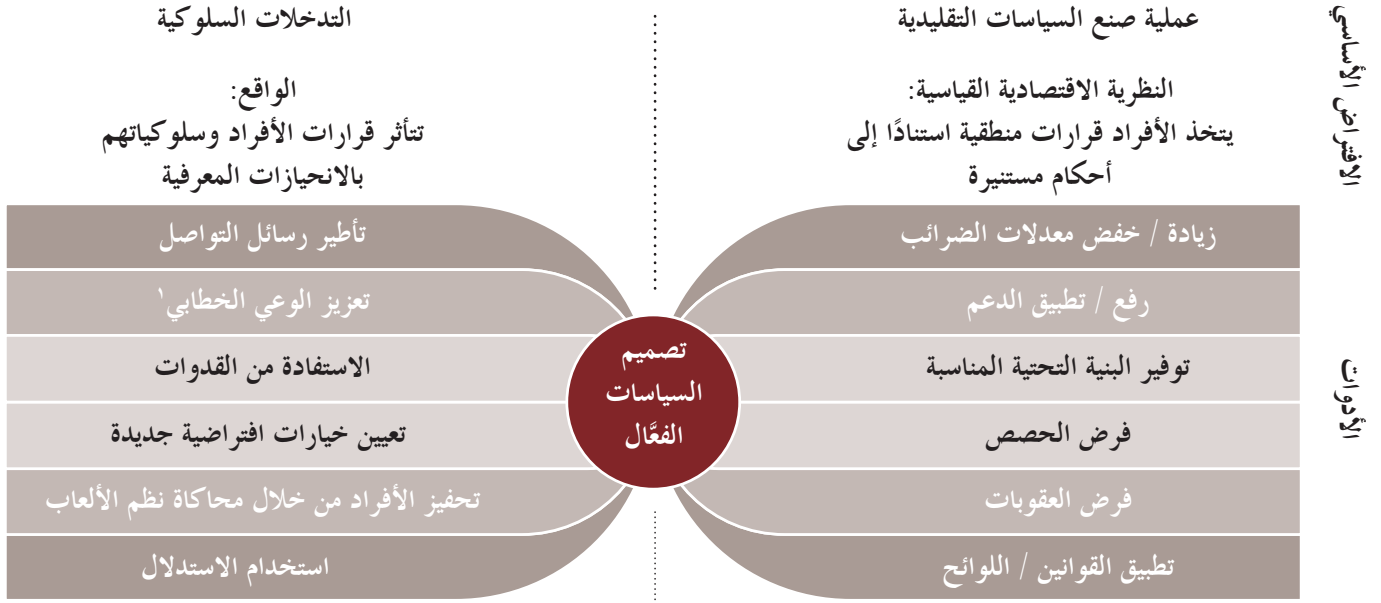 الافتراض الأساسي
عملية صنع السياسات التقليدية
النظرية الاقتصادية القياسية:
يتخذ الأفراد قرارات منطقية استنادًا إلى
أحكام مستنيرة
التدخلات السلوكية
الواقع:
تتأثر قرارات الأفراد وسلوكياتهم
بالانحيازات المعرفية
الأدوات
زيادة / خفض معدلات الضرائب
رفع / تطبيق الدعم
توفير البنية التحتية المناسبة
فرض الحصص
فرض العقوبات
تطبيق القوانين / اللوائح
تصميم
السياسات
الفعَّال
تأطير رسائل التواصل
تعزيز الوعي الخطابي١
الاستفادة من القدوات
تعيين خيارات افتراضية جديدة
تحفيز الأفراد من خلال محاكاة نظم الألعاب
استخدام الاستدلال